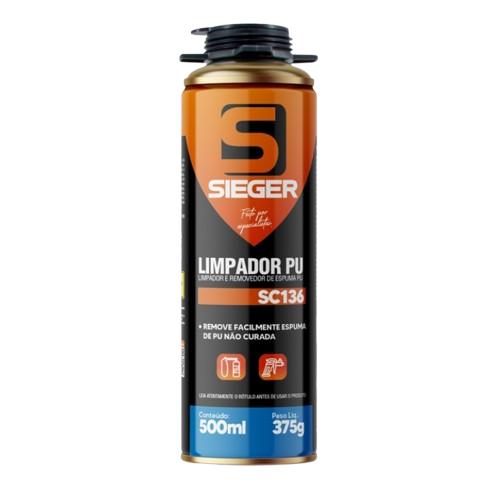 S
SIEGER
Feito por
especialistas.
LIMPADOR PU
LIMPADOR E REMOVEDOR DE ESPUMA PU
SC136
• REMOVE FACILMENTE ESPUMA
DE PU NÃO CURADA
LEIA ATENTAMENTE O RÓTULO ANTES DE USAR O PRODUTO
Conteúdo: Peso Líq.
500ml 375g